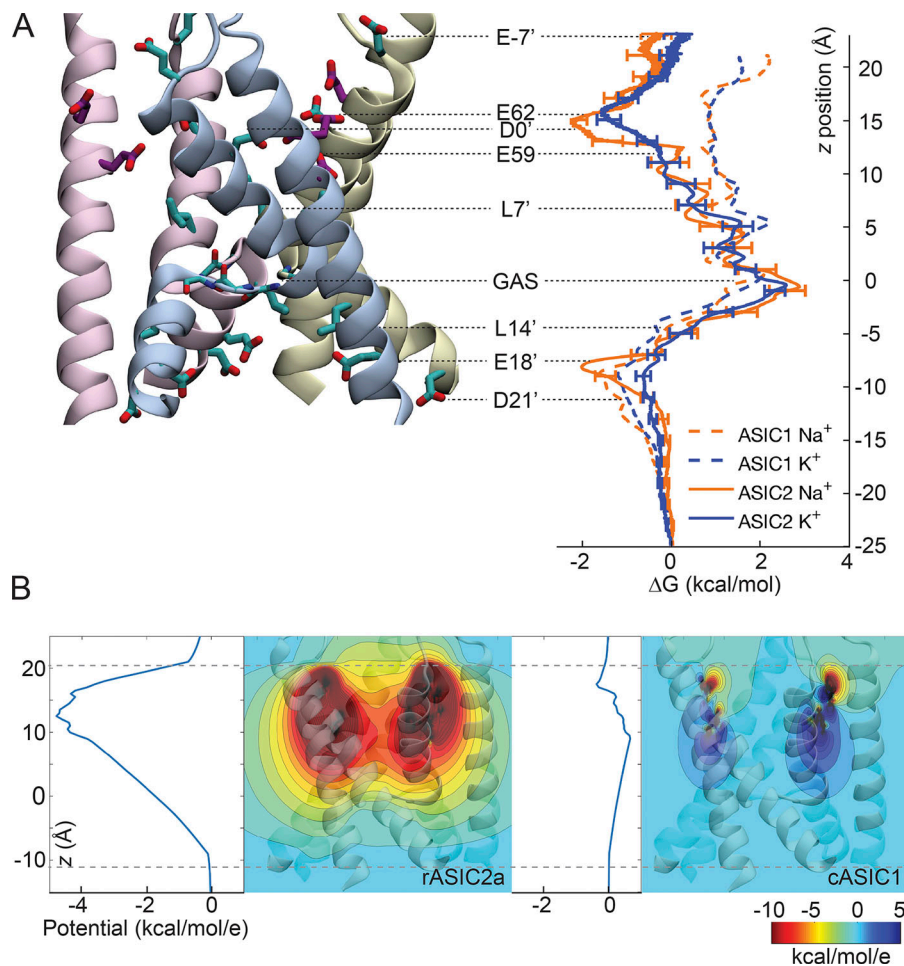 A
E-7’
E62
D0’
E59
L7’
GAS
L14’
E18’
D21’
20
15
10
5
0
-5
-10
-15
-20
-25
z position (Å)
ASIC1 Na+
ASIC1 K+
ASIC2 Na+
ASIC2 K+
-2 0 2 4
ΔG (kcal/mol)
B
20
10
0
-10
z (Å)
-4 -2 0
Potential (kcal/mol/e)
rASIC2a
-2 0
cASIC1
-10 -5 0 5
kcal/mol/e